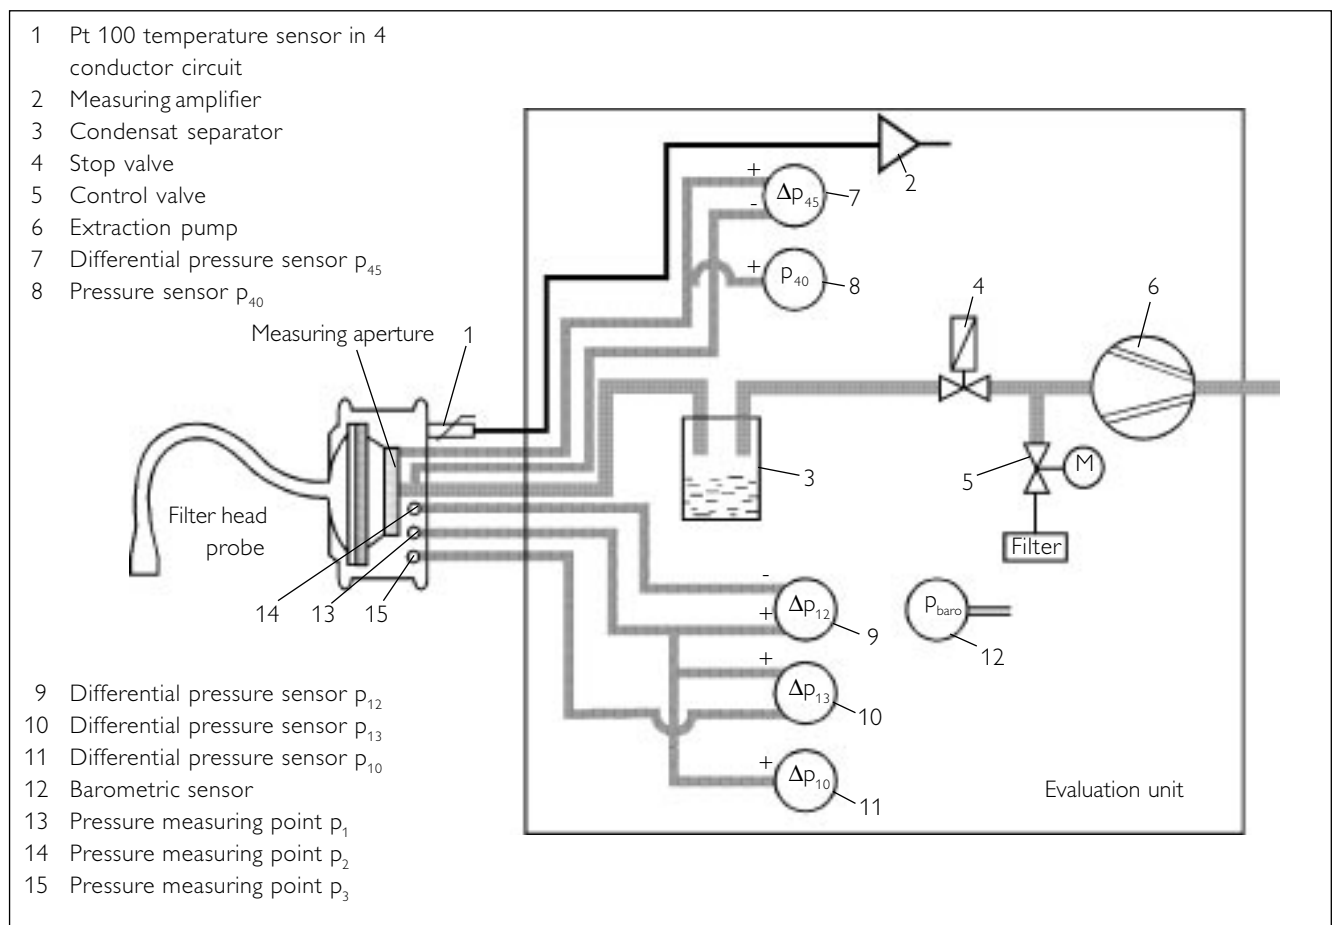 1 Pt 100 temperature sensor in 4
conductor circuit
2 Measuring amplifier
3 Condensat separator
4 Stop valve
5 Control valve
6 Extraction pump
7 Differential pressure sensor p45
8 Pressure sensor p40
Measuring aperture
1
+
-
Δp45
7
2
+
p40
8
4
6
3
5
M
Filter
Filter head
probe
14
13
15
-
+
Δp12
9
pbaro
12
+
Δp13
10
+
Δp10
11
Evaluation unit
9 Differential pressure sensor p12
10 Differential pressure sensor p13
11 Differential pressure sensor p10
12 Barometric sensor
13 Pressure measuring point p1
14 Pressure measuring point p2
15 Pressure measuring point p3